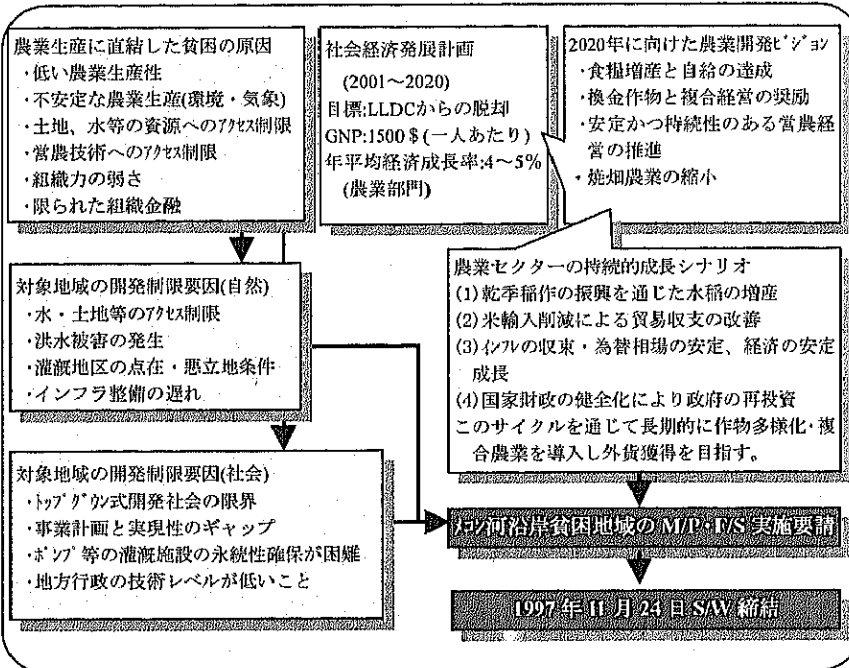 農業生産に直結した貧困の原因
・低い農業生産性
・不安定な農業生産(環境・気象)
・土地、水等の資源へのｱｸｾｽ制限
・営農技術へのｱｸｾｽ制限
・組織力の弱さ
・限られた組織金融
社会経済発展計画
(2001～2020)
目標:LLDCからの脱却
GNP:1500＄(一人あたり)
年平均経済成長率:4～5%
(農業部門)
2020年に向けた農業開発ﾋﾞｼﾞｮﾝ
・食糧増産と自給の達成
・換金作物と複合経営の奨励
・安定かつ持続性のある営農経
営の推進
・焼畑農業の縮小
対象地域の開発制限要因(自然)
・水・土地等のｱｸｾｽ制限
・洪水被害の発生
・灌漑地区の点在・悪立地条件
・インフラ整備の遅れ
農業セクターの持続的成長シナリオ
(1)乾季稲作の振興を通じた水稲の増産
(2)米輸入削減による貿易収支の改善
(3)ｲﾝﾌﾚの収束・為替相場の安定、経済の安定
成長
(4)国家財政の健全化により政府の再投資
このサイクルを通じて長期的に作物多様化・複
合農業を導入し外貨獲得を目指す。
対象地域の開発制限要因(社会)
・ﾄｯﾌﾟﾀﾞｳﾝ式開発社会の限界
・事業計画と実現性のギャップ
・ﾎﾟﾝﾌﾟ等の灌漑施設の永続性確保が困難
・地方行政の技術レベルが低いこと
ﾒｺﾝ河沿岸貧困地域の M/P・F/S 実施要請
1997 年 11 月 24 日 S/W 締結